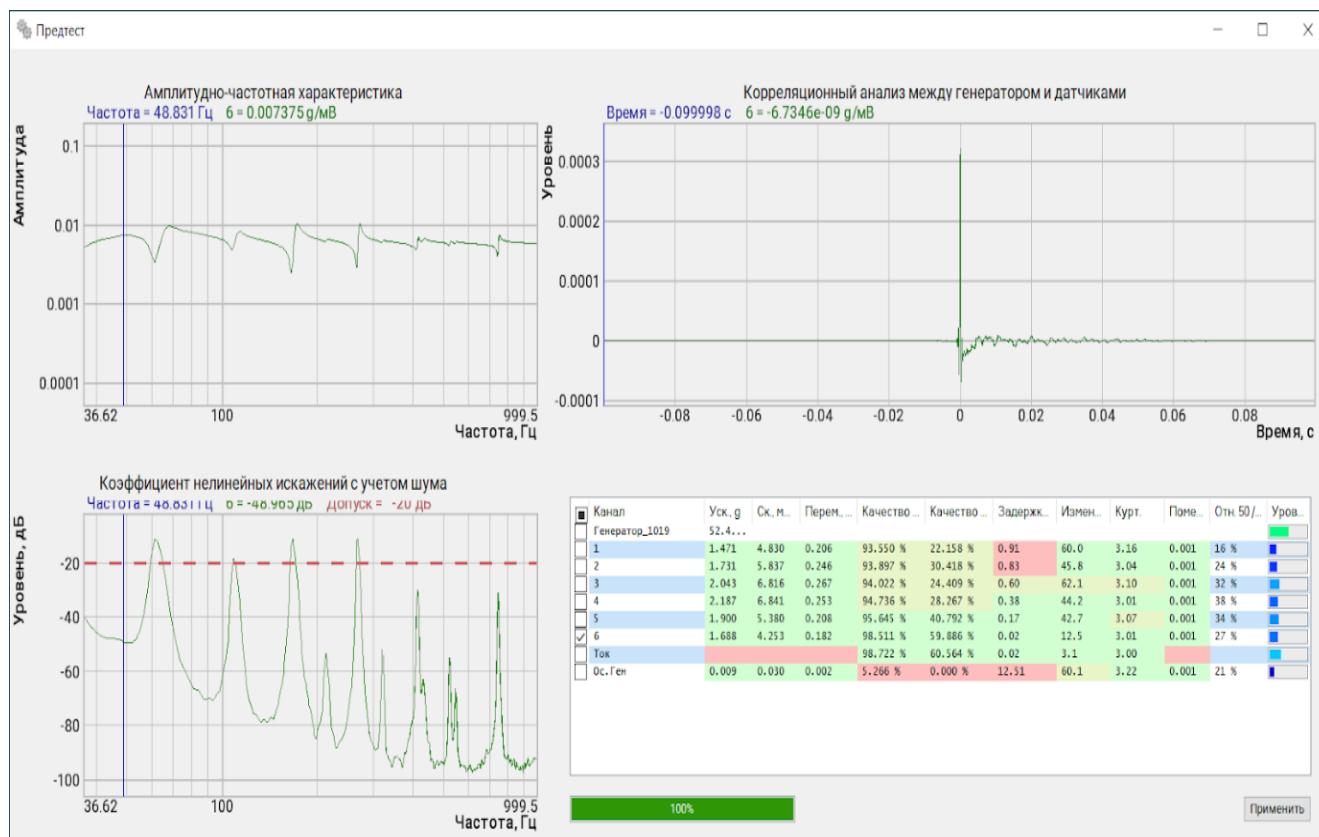 Предтест
Амплитудно-частотная характеристика
Частота = 48.831 Гц 6 = 0.007375 g/мВ
Амплитуда
0.1
0.01
0.001
0.0001
36.62 100 999.5
Частота, Гц
Корреляционный анализ между генератором и датчиками
Время = -0.099998 с 6 = -6.7346e-09 g/мВ
Уровень
0.0003
0.0002
0.0001
0
-0.0001
-0.08 -0.06 -0.04 -0.02 0 0.02 0.04 0.06 0.08
Время, с
Коэффициент нелинейных искажений с учетом шума
Частота = 48.831 Гц 6 = -48.965 дБ Допуск = -20 дБ
Уровень, дБ
-20
-40
-60
-80
-100
36.62 100 999.5
Частота, Гц
Канал Уск., g Ск., м... Перем., ... Качество ... Качество ... Задержк... Измен... Курт. Поме... Отн. 50/... Уров...
Генератор_1019 52.4...
1 1.471 4.830 0.206 93.550 % 22.158 % 0.91 60.0 3.16 0.001 16 %
2 1.731 5.837 0.246 93.897 % 30.418 % 0.83 45.8 3.04 0.001 24 %
3 2.043 6.816 0.267 94.022 % 24.409 % 0.60 62.1 3.10 0.001 32 %
4 2.187 6.841 0.253 94.736 % 28.267 % 0.38 44.2 3.01 0.001 38 %
5 1.900 5.380 0.208 95.645 % 40.792 % 0.17 42.7 3.07 0.001 34 %
6 1.688 4.253 0.182 98.511 % 59.886 % 0.02 12.5 3.01 0.001 27 %
Ток 98.722 % 60.564 % 0.02 3.1 3.00
Ос.Ген 0.009 0.030 0.002 5.266 % 0.000 % 12.51 60.1 3.22 0.001 21 %
100%
Применить